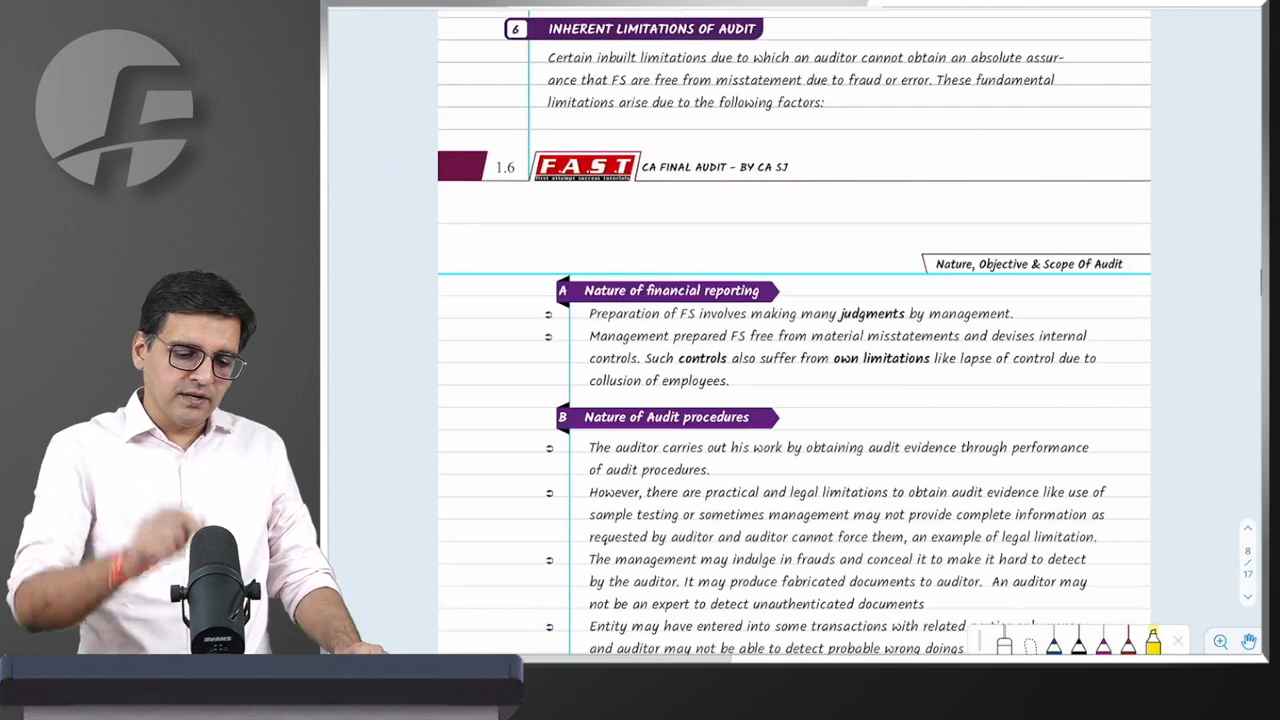 6 INHERENT LIMITATIONS OF AUDIT
Certain inbuilt limitations due to which an auditor cannot obtain an absolute assur-
ance that FS are free from misstatement due to fraud or error. These fundamental
limitations arise due to the following factors:
1.6 F.A.S.T CA FINAL AUDIT - BY CA SJ
first attempt success tutorials
Nature, Objective & Scope Of Audit
A Nature of financial reporting
Preparation of FS involves making many judgments by management.
Management prepared FS free from material misstatements and devises internal
controls. Such controls also suffer from own limitations like lapse of control due to
collusion of employees.
B Nature of Audit procedures
The auditor carries out his work by obtaining audit evidence through performance
of audit procedures.
However, there are practical and legal limitations to obtain audit evidence like use of
sample testing or sometimes management may not provide complete information as
requested by auditor and auditor cannot force them, an example of legal limitation.
The management may indulge in frauds and conceal it to make it hard to detect
by the auditor. It may produce fabricated documents to auditor. An auditor may
not be an expert to detect unauthenticated documents
Entity may have entered into some transactions with related
and auditor may not be able to detect probable wrong doings
8
/
17
SHURE